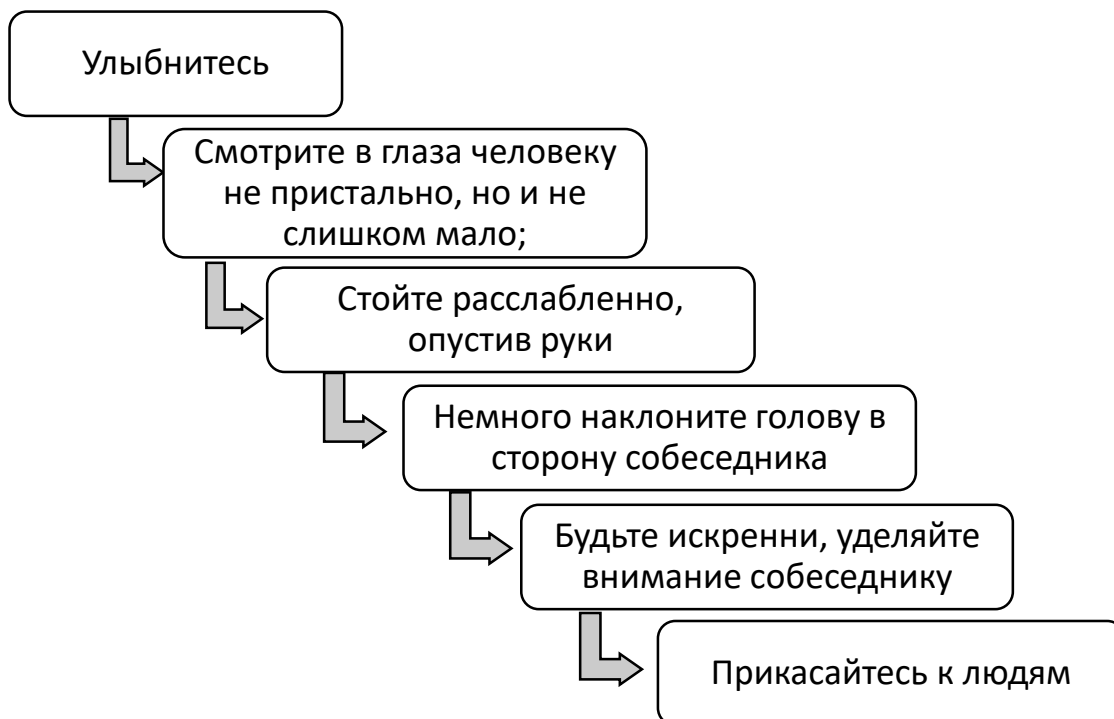 Улыбнитесь
Смотрите в глаза человеку
не пристально, но и не
слишком мало;
Стойте расслабленно,
опустив руки
Немного наклоните голову в
сторону собеседника
Будьте искренни, уделяйте
внимание собеседнику
Прикасайтесь к людям